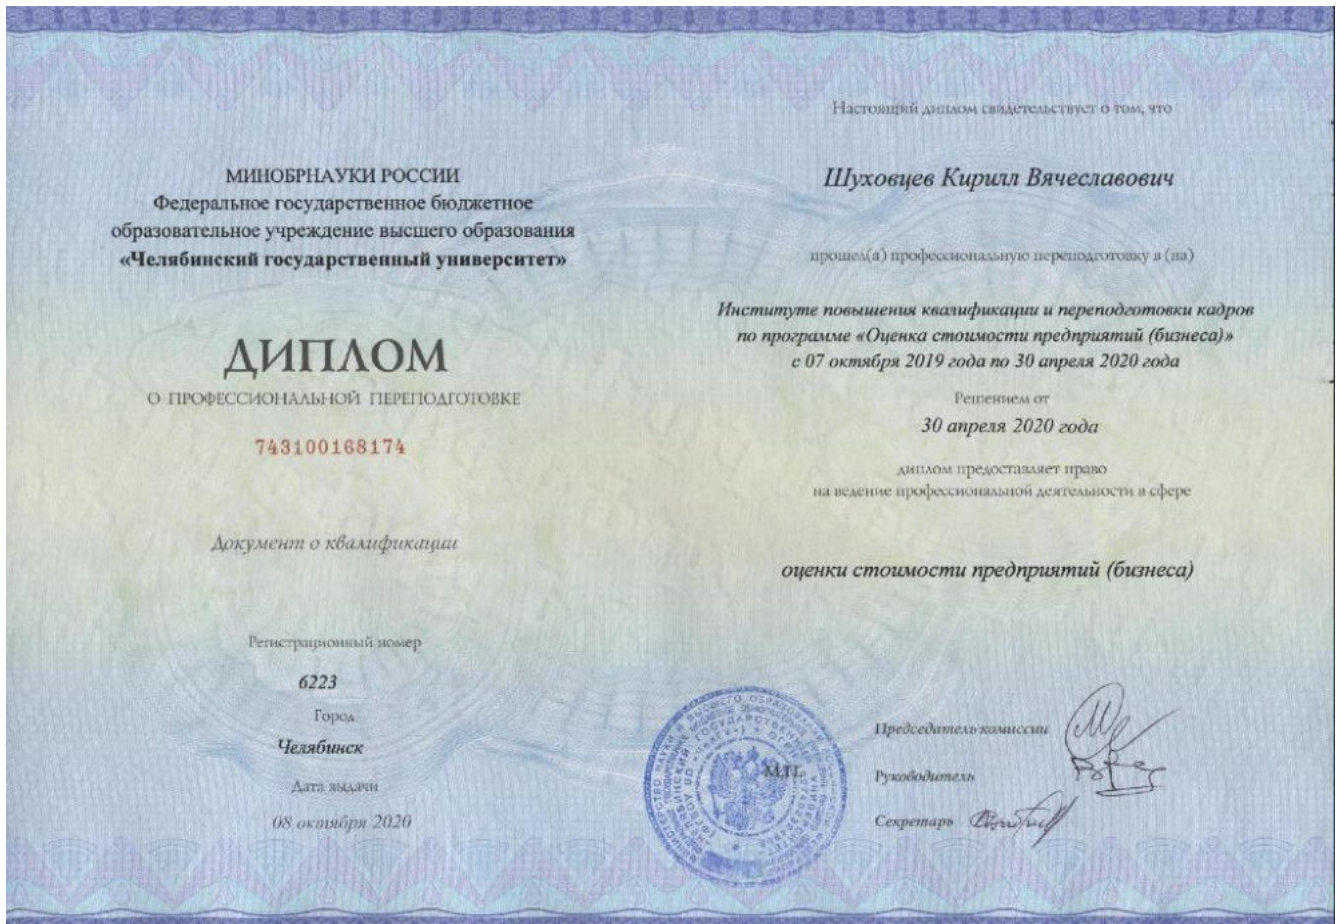 МИНОБРНАУКИ РОССИИ
Федеральное государственное бюджетное
образовательное учреждение высшего образования
«Челябинский государственный университет»
ДИПЛОМ
О ПРОФЕССИОНАЛЬНОЙ ПЕРЕПОДГОТОВКЕ
743100168174
Документ о квалификации
Регистрационный номер
6223
Город
Челябинск
Дата выдачи
08 октября 2020
Настоящий диплом свидетельствует о том, что
Шуховцев Кирилл Вячеславович
прошел(а) профессиональную переподготовку в (на)
Институте повышения квалификации и переподготовки кадров
по программе «Оценка стоимости предприятий (бизнеса)»
с 07 октября 2019 года по 30 апреля 2020 года
Решением от
30 апреля 2020 года
диплом предоставляет право
на ведение профессиональной деятельности в сфере
оценки стоимости предприятий (бизнеса)
М.П.
Председатель комиссии
Руководитель
Секретарь